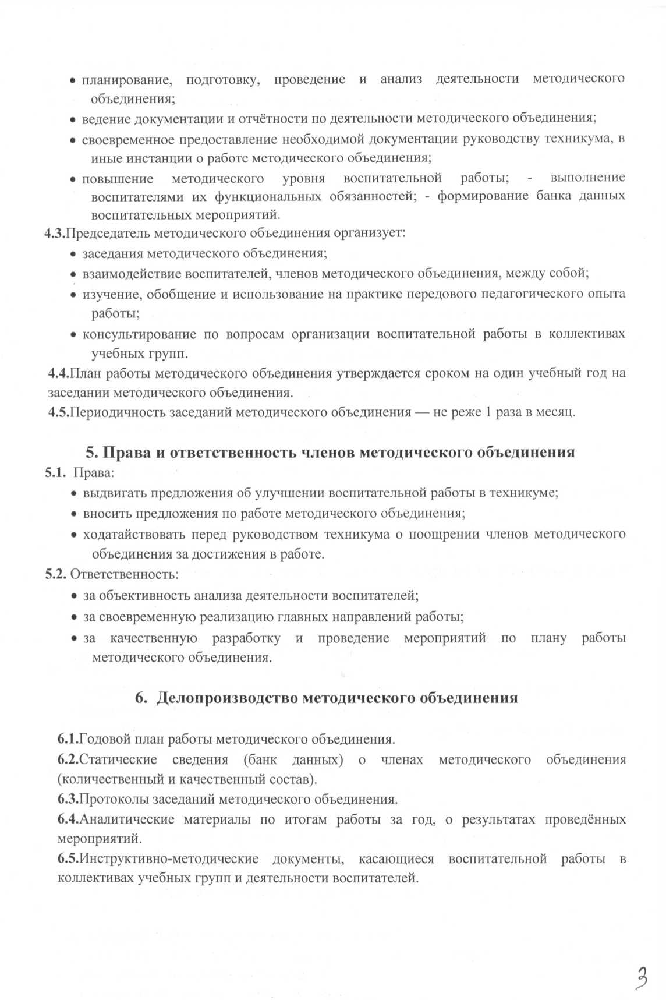 • планирование, подготовку, проведение и анализ деятельности методического
объединения;
• ведение документации и отчётности по деятельности методического объединения;
• своевременное предоставление необходимой документации руководству техникума, в
иные инстанции о работе методического объединения;
• повышение методического уровня воспитательной работы; - выполнение
воспитателями их функциональных обязанностей; - формирование банка данных
воспитательных мероприятий.
4.3.Председатель методического объединения организует:
• заседания методического объединения;
• взаимодействие воспитателей, членов методического объединения, между собой;
• изучение, обобщение и использование на практике передового педагогического опыта
работы;
• консультирование по вопросам организации воспитательной работы в коллективах
учебных групп.
4.4.План работы методического объединения утверждается сроком на один учебный год на
заседании методического объединения.
4.5.Периодичность заседаний методического объединения — не реже 1 раза в месяц.
5. Права и ответственность членов методического объединения
5.1. Права:
• выдвигать предложения об улучшении воспитательной работы в техникуме;
• вносить предложения по работе методического объединения;
• ходатайствовать перед руководством техникума о поощрении членов методического
объединения за достижения в работе.
5.2. Ответственность:
• за объективность анализа деятельности воспитателей;
• за своевременную реализацию главных направлений работы;
• за качественную разработку и проведение мероприятий по плану работы
методического объединения.
6. Делопроизводство методического объединения
6.1.Годовой план работы методического объединения.
6.2.Статические сведения (банк данных) о членах методического объединения
(количественный и качественный состав).
6.3.Протоколы заседаний методического объединения.
6.4.Аналитические материалы по итогам работы за год, о результатах проведённых
мероприятий.
6.5.Инструктивно-методические документы, касающиеся воспитательной работы в
коллективах учебных групп и деятельности воспитателей.
3